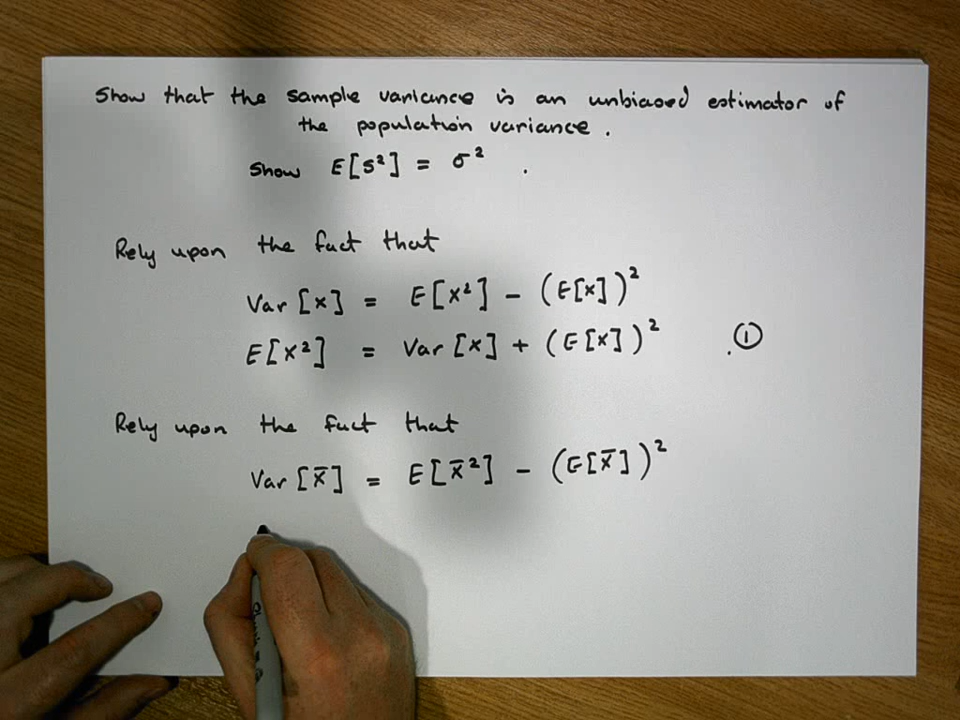 Show that the sample variance is an unbiased estimator of
the population variance.
Show E[S²] = σ² .
Rely upon the fact that
Var[X] = E[X²] - (E[X])²
E[X²] = Var[X] + (E[X])² . ①
Rely upon the fact that
Var[X̄] = E[X̄²] - (E[X̄])²